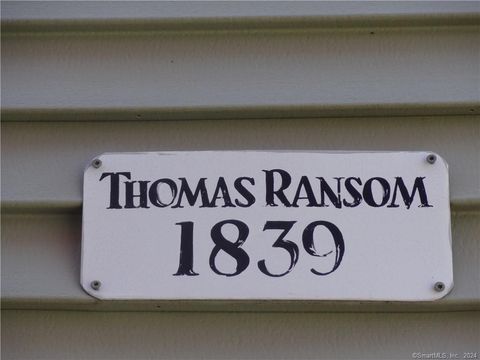 THOMAS RANSOM
1839
©SmartMLS, Inc. 2024